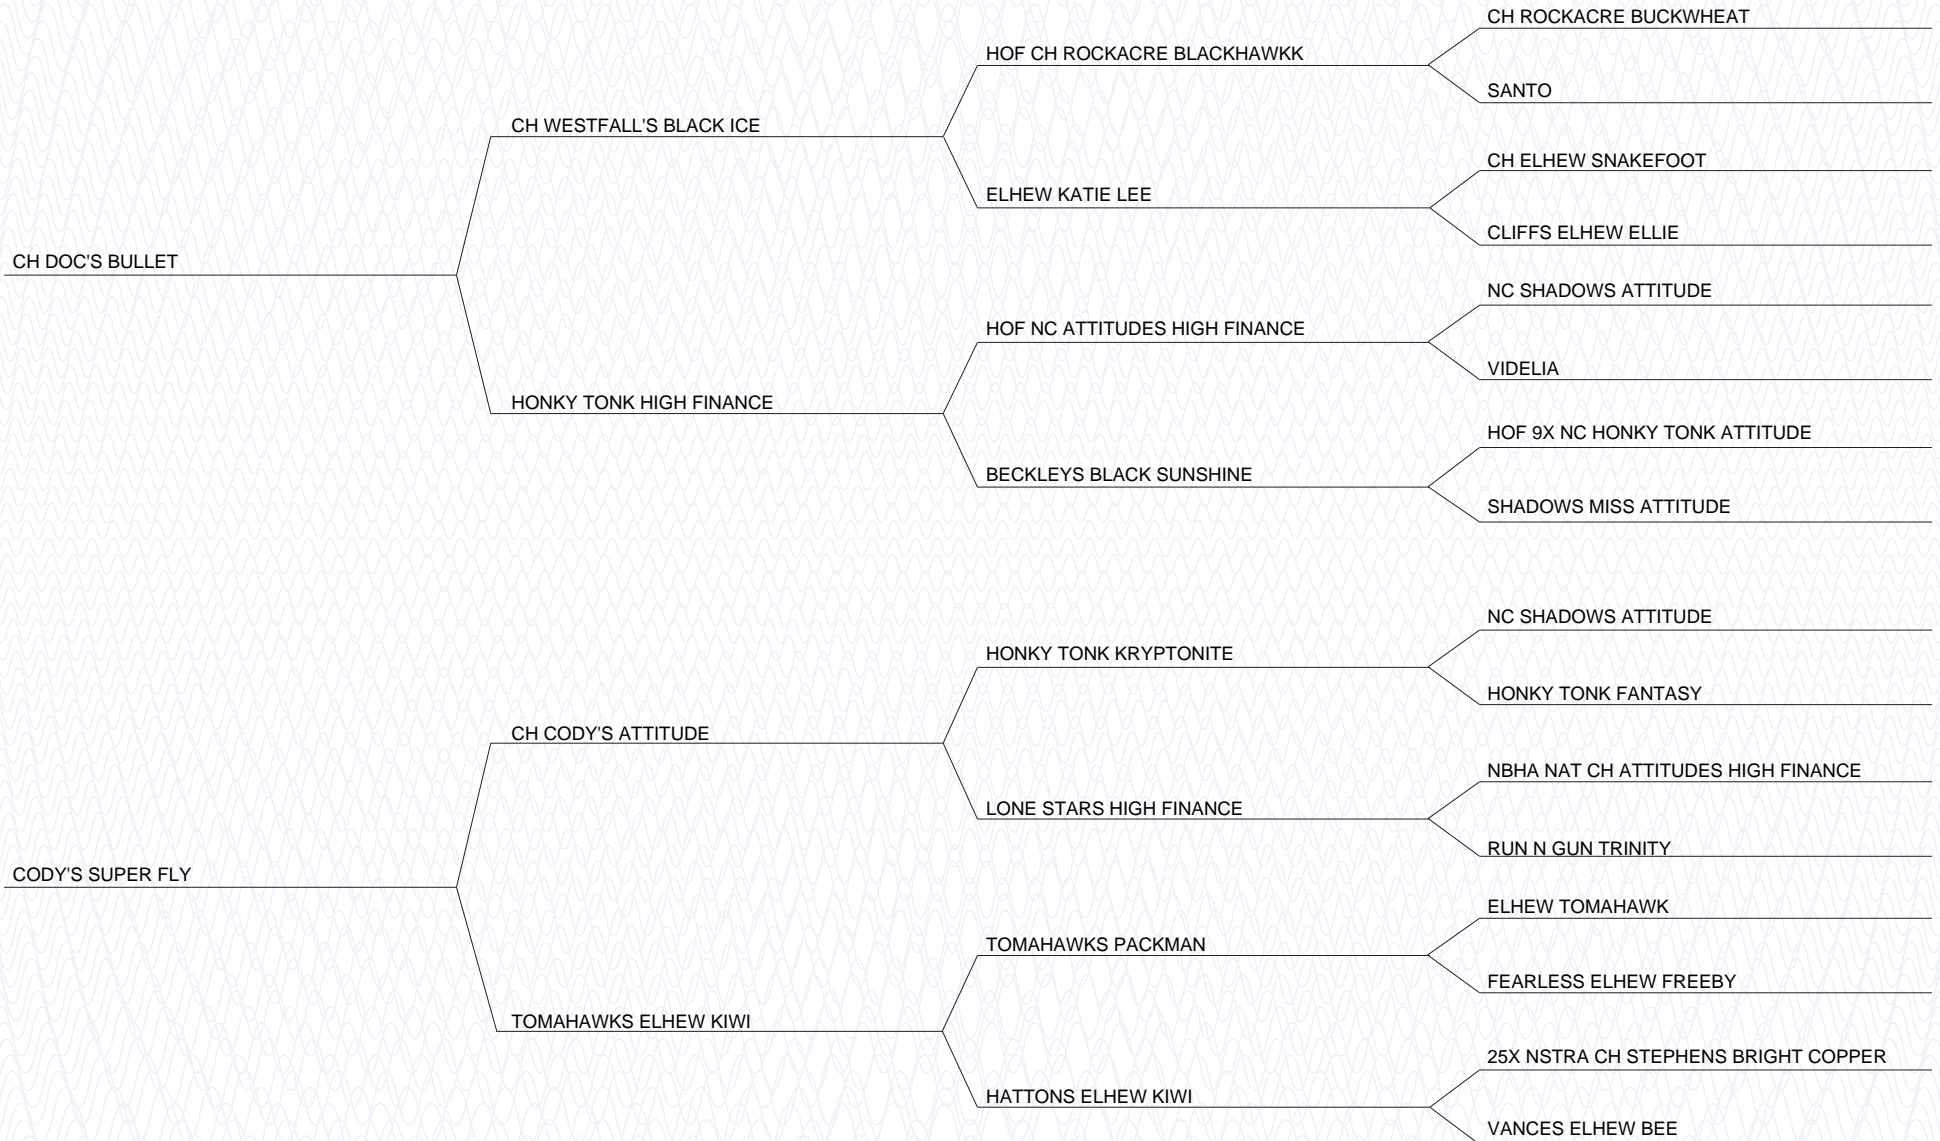 CH ROCKACRE BUCKWHEAT
HOF CH ROCKACRE BLACKHAWKK
SANTO
CH WESTFALL'S BLACK ICE
CH ELHEW SNAKEFOOT
ELHEW KATIE LEE
CLIFFS ELHEW ELLIE
CH DOC'S BULLET
NC SHADOWS ATTITUDE
HOF NC ATTITUDES HIGH FINANCE
VIDELIA
HONKY TONK HIGH FINANCE
HOF 9X NC HONKY TONK ATTITUDE
BECKLEYS BLACK SUNSHINE
SHADOWS MISS ATTITUDE
NC SHADOWS ATTITUDE
HONKY TONK KRYPTONITE
HONKY TONK FANTASY
CH CODY'S ATTITUDE
NBHA NAT CH ATTITUDES HIGH FINANCE
LONE STARS HIGH FINANCE
RUN N GUN TRINITY
CODY'S SUPER FLY
ELHEW TOMAHAWK
TOMAHAWKS PACKMAN
FEARLESS ELHEW FREEBY
TOMAHAWKS ELHEW KIWI
25X NSTRA CH STEPHENS BRIGHT COPPER
HATTONS ELHEW KIWI
VANCES ELHEW BEE